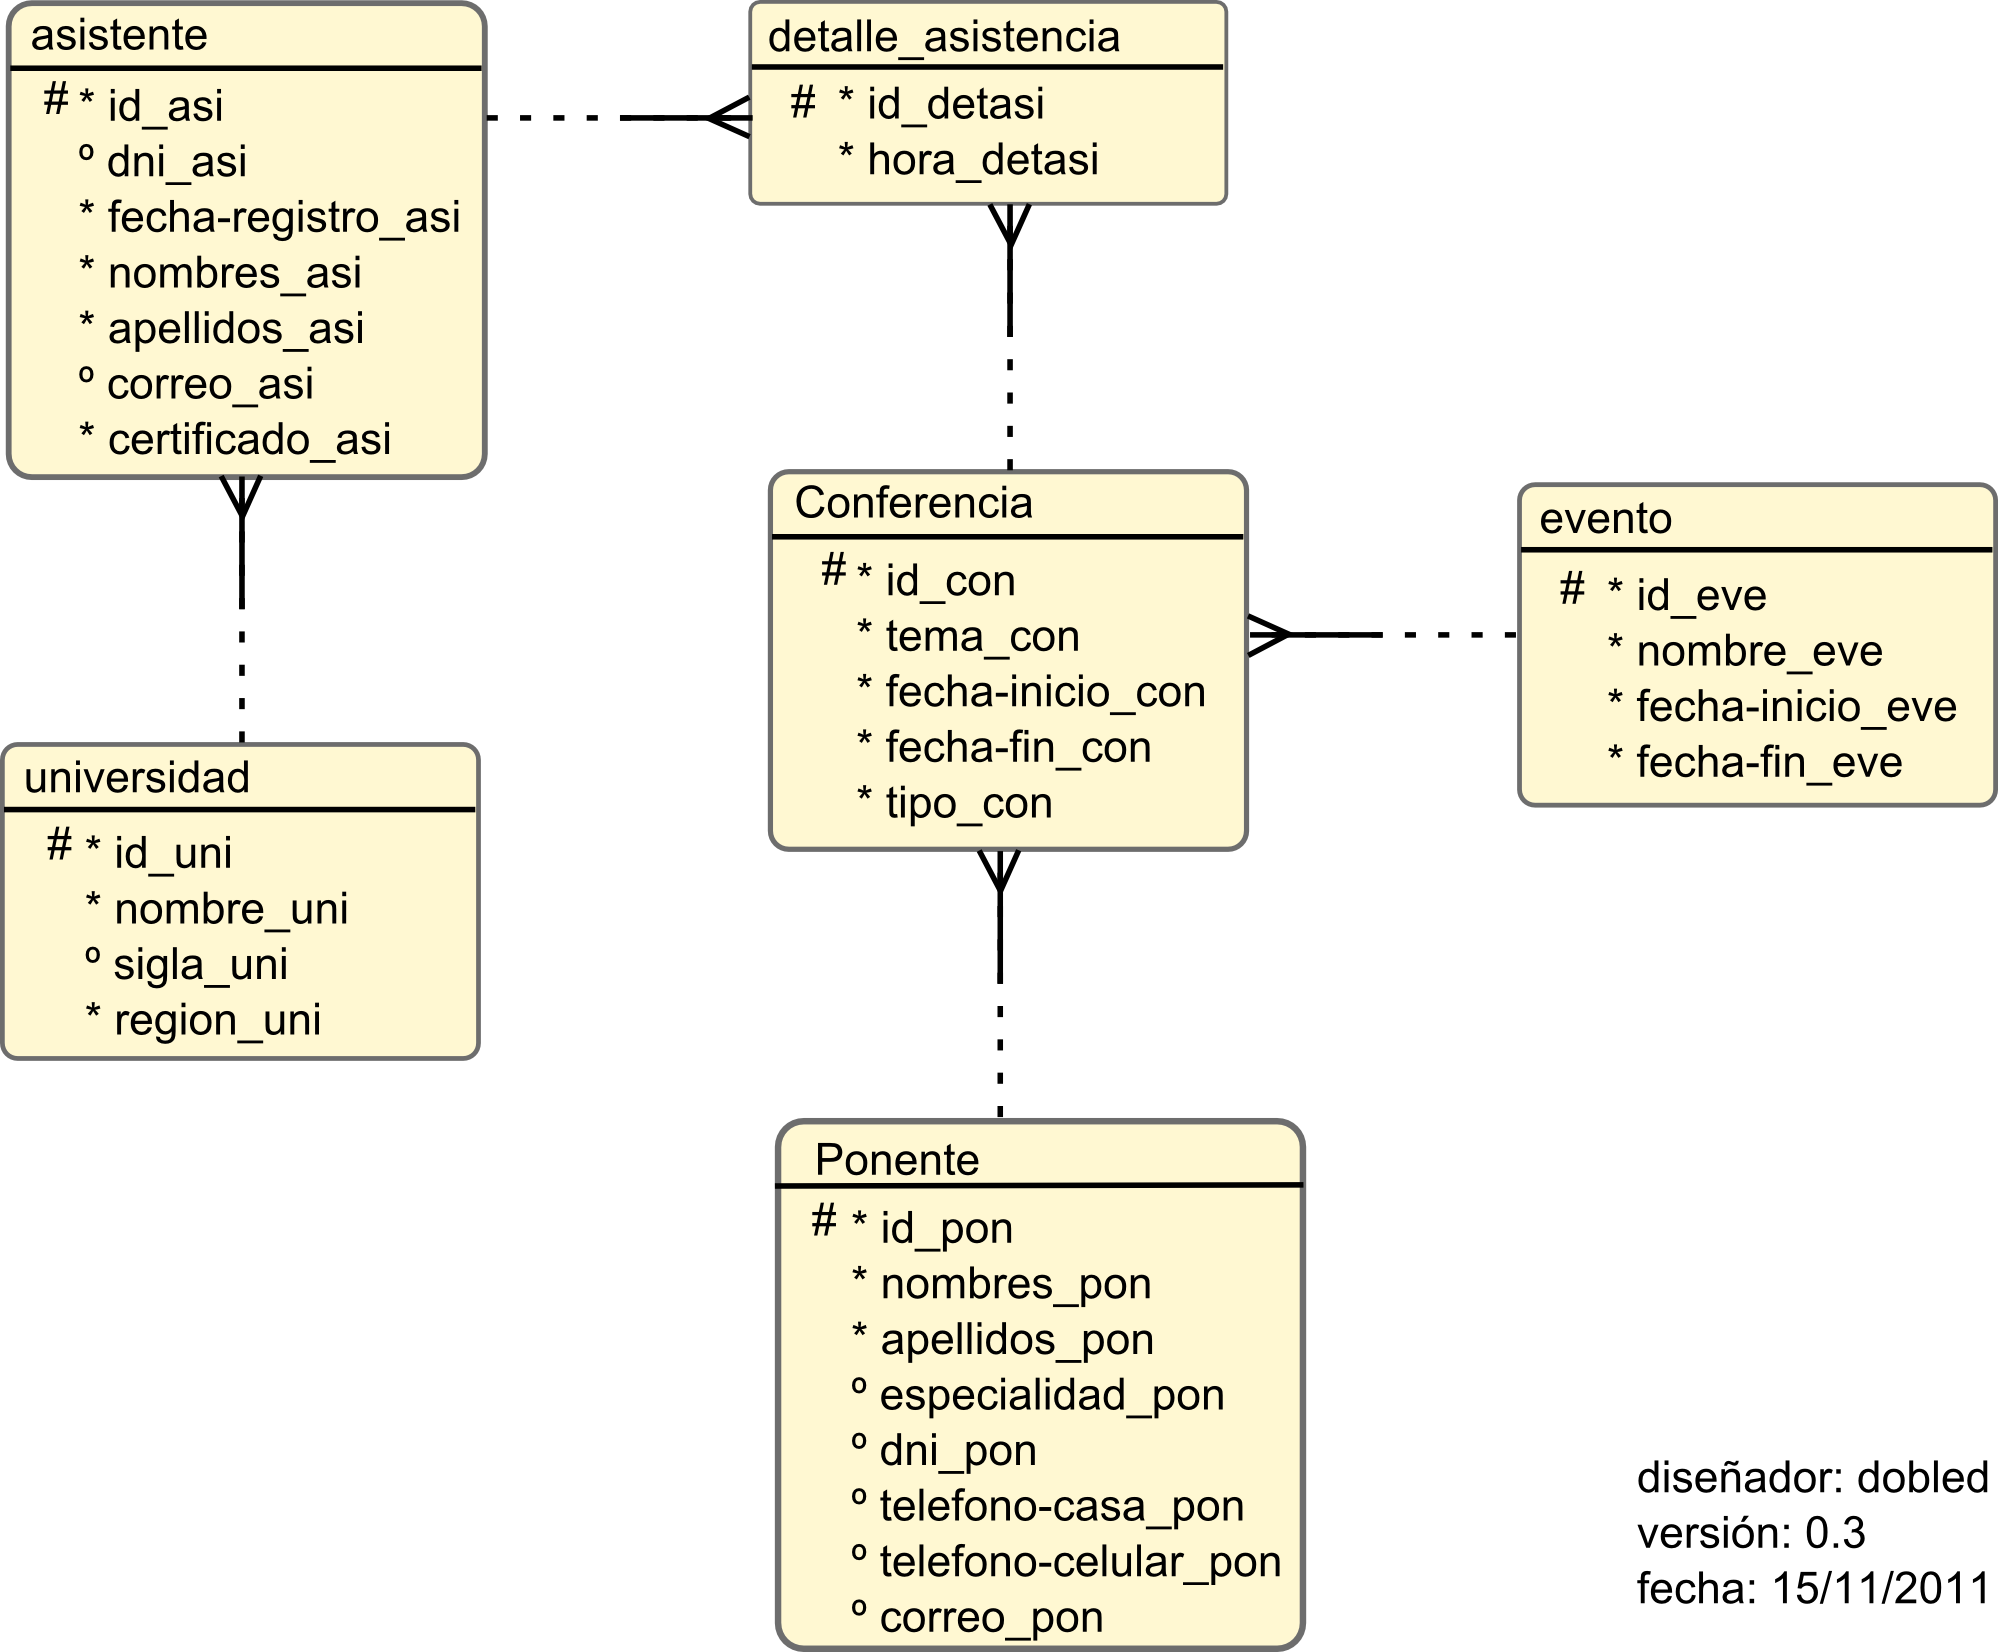 asistente
# * id_asi
º dni_asi
* fecha-registro_asi
* nombres_asi
* apellidos_asi
º correo_asi
* certificado_asi
detalle_asistencia
# * id_detasi
* hora_detasi
Conferencia
# * id_con
* tema_con
* fecha-inicio_con
* fecha-fin_con
* tipo_con
evento
# * id_eve
* nombre_eve
* fecha-inicio_eve
* fecha-fin_eve
universidad
# * id_uni
* nombre_uni
º sigla_uni
* region_uni
Ponente
# * id_pon
* nombres_pon
* apellidos_pon
º especialidad_pon
º dni_pon
º telefono-casa_pon
º telefono-celular_pon
º correo_pon
diseñador: dobled
versión: 0.3
fecha: 15/11/2011